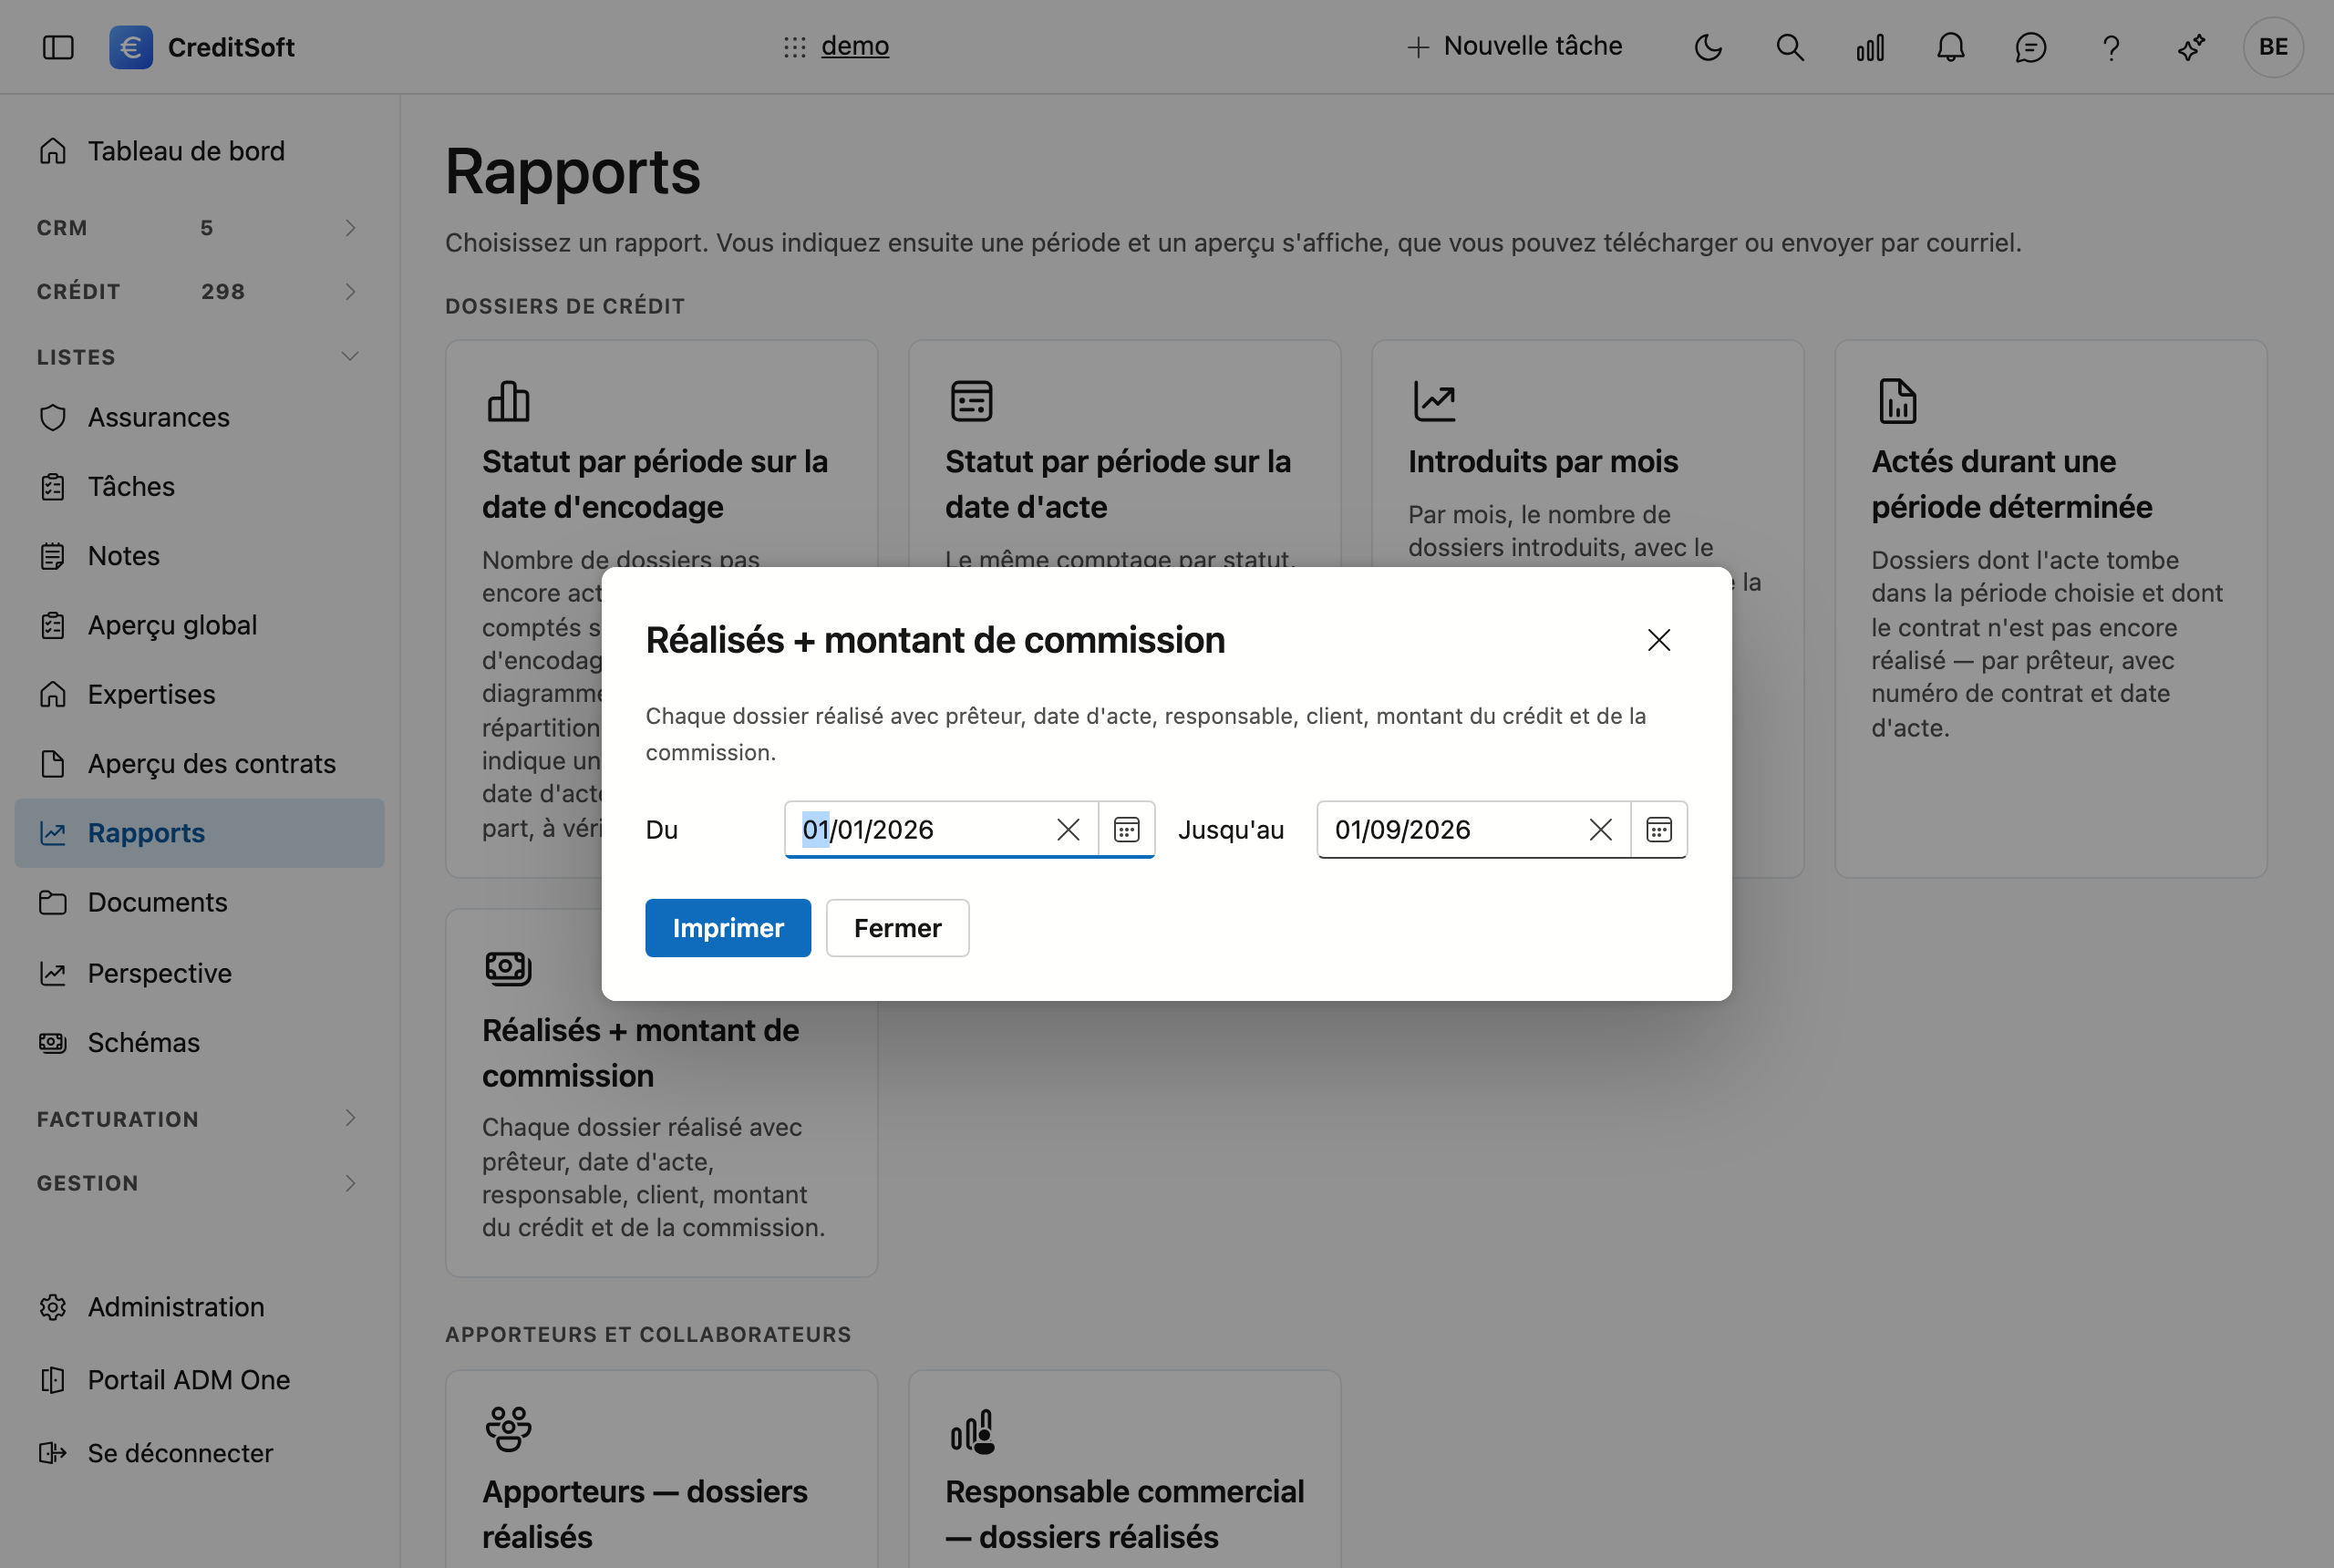 CreditSoft
demo
Nouvelle tâche
BE
Tableau de bord
CRM 5
CRÉDIT 298
LISTES
Assurances
Tâches
Notes
Aperçu global
Expertises
Aperçu des contrats
Rapports
Documents
Perspective
Schémas
FACTURATION
GESTION
Administration
Portail ADM One
Se déconnecter
Rapports
Choisissez un rapport. Vous indiquez ensuite une période et un aperçu s'affiche, que vous pouvez télécharger ou envoyer par courriel.
DOSSIERS DE CRÉDIT
Statut par période sur la
date d'encodage
Nombre de dossiers pas
encore act
comptés s
d'encodag
diagramme
répartition
indique un
date d'acte
part, à véri
Statut par période sur la
date d'acte
Le même comptage par statut,
Introduits par mois
Par mois, le nombre de
dossiers introduits, avec le
la
Actés durant une
période déterminée
Dossiers dont l'acte tombe
dans la période choisie et dont
le contrat n'est pas encore
réalisé — par prêteur, avec
numéro de contrat et date
d'acte.
Réalisés + montant de commission
Chaque dossier réalisé avec prêteur, date d'acte, responsable, client, montant du crédit et de la
commission.
Du 01/01/2026 Jusqu'au 01/09/2026
Imprimer Fermer
Réalisés + montant de
commission
Chaque dossier réalisé avec
prêteur, date d'acte,
responsable, client, montant
du crédit et de la commission.
APPORTEURS ET COLLABORATEURS
Apporteurs — dossiers
réalisés
Responsable commercial
— dossiers réalisés